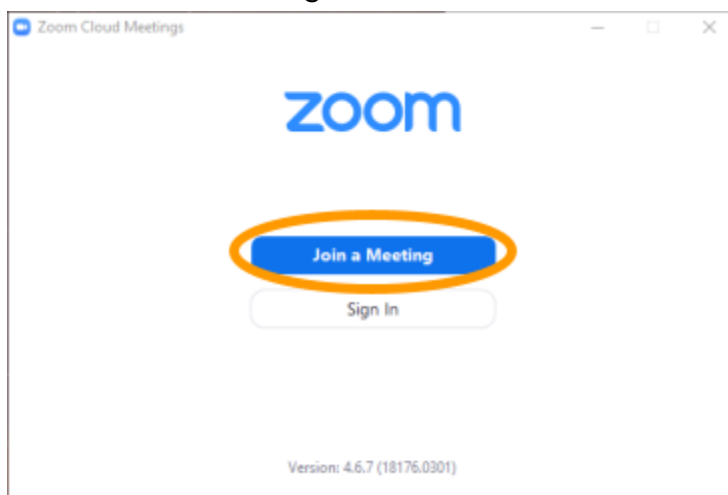 Zoom Cloud Meetings
zoom
Join a Meeting
Sign In
Version: 4.6.7 (18176.0301)